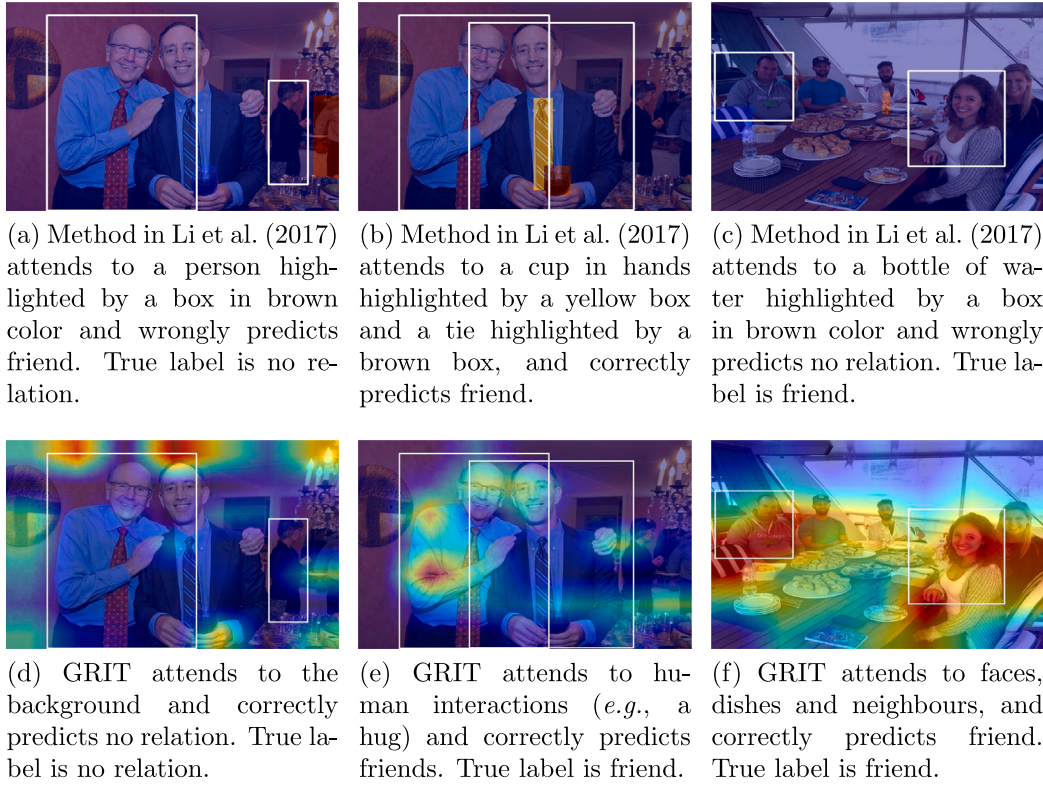 (a) Method in Li et al. (2017)
attends to a person high-
lighted by a box in brown
color and wrongly predicts
friend. True label is no re-
lation.
(b) Method in Li et al. (2017)
attends to a cup in hands
highlighted by a yellow box
and a tie highlighted by a
brown box, and correctly
predicts friend.
(c) Method in Li et al. (2017)
attends to a bottle of wa-
ter highlighted by a box
in brown color and wrongly
predicts no relation. True la-
bel is friend.
(d) GRIT attends to the
background and correctly
predicts no relation. True la-
bel is no relation.
(e) GRIT attends to hu-
man interactions (e.g., a
hug) and correctly predicts
friends. True label is friend.
(f) GRIT attends to faces,
dishes and neighbours, and
correctly predicts friend.
True label is friend.